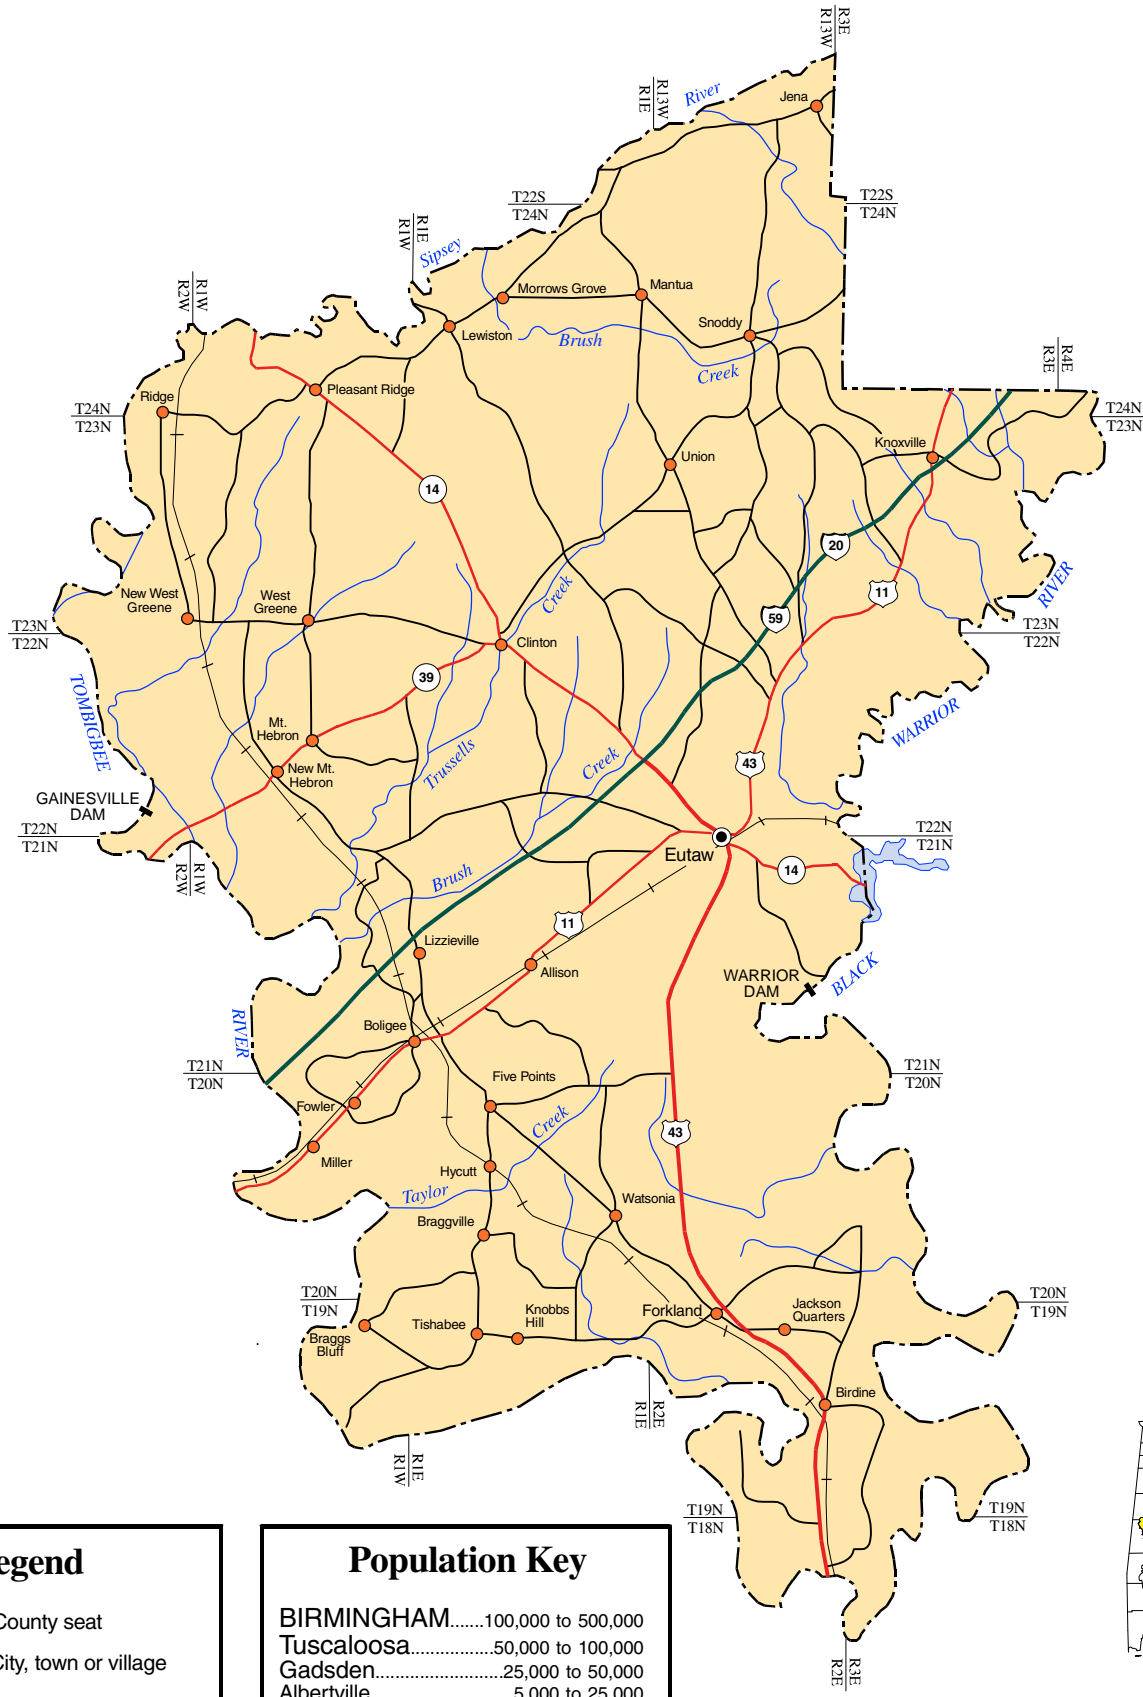 R3E
R13W
R13W
R1E
River
Jena
T22S
T24N
T22S
T24N
R1E
R1W
Sipsey
R1W
R2W
Morrows Grove
Mantua
Snoddy
Lewiston
Brush
Creek
R4E
R3E
Pleasant Ridge
Ridge
T24N
T23N
T24N
T23N
Knoxville
Union
14
20
RIVER
11
New West
Greene
West
Greene
Creek
59
T23N
T22N
T23N
T22N
Clinton
39
TOMBIGBEE
WARRIOR
Mt.
Hebron
Trussells
Creek
43
New Mt.
Hebron
GAINESVILLE
DAM
T22N
T21N
T22N
T21N
R1W
R2W
Eutaw
14
Brush
11
Lizzieville
Allison
WARRIOR
DAM
BLACK
RIVER
Boligee
T21N
T20N
T21N
T20N
Five Points
Fowler
Creek
43
Miller
Hycutt
Taylor
Watsonia
Braggville
T20N
T19N
T20N
T19N
Knobbs
Hill
Forkland
Jackson
Quarters
Tishabee
Braggs
Bluff
Birdine
R2E
R1E
R1E
R1W
T19N
T18N
T19N
T18N
R3E
R2E
egend
County seat
City, town or village
Population Key
BIRMINGHAM.......100,000 to 500,000
Tuscaloosa.................50,000 to 100,000
Gadsden..........................25,000 to 50,000
Albertville 5,000 to 25,000